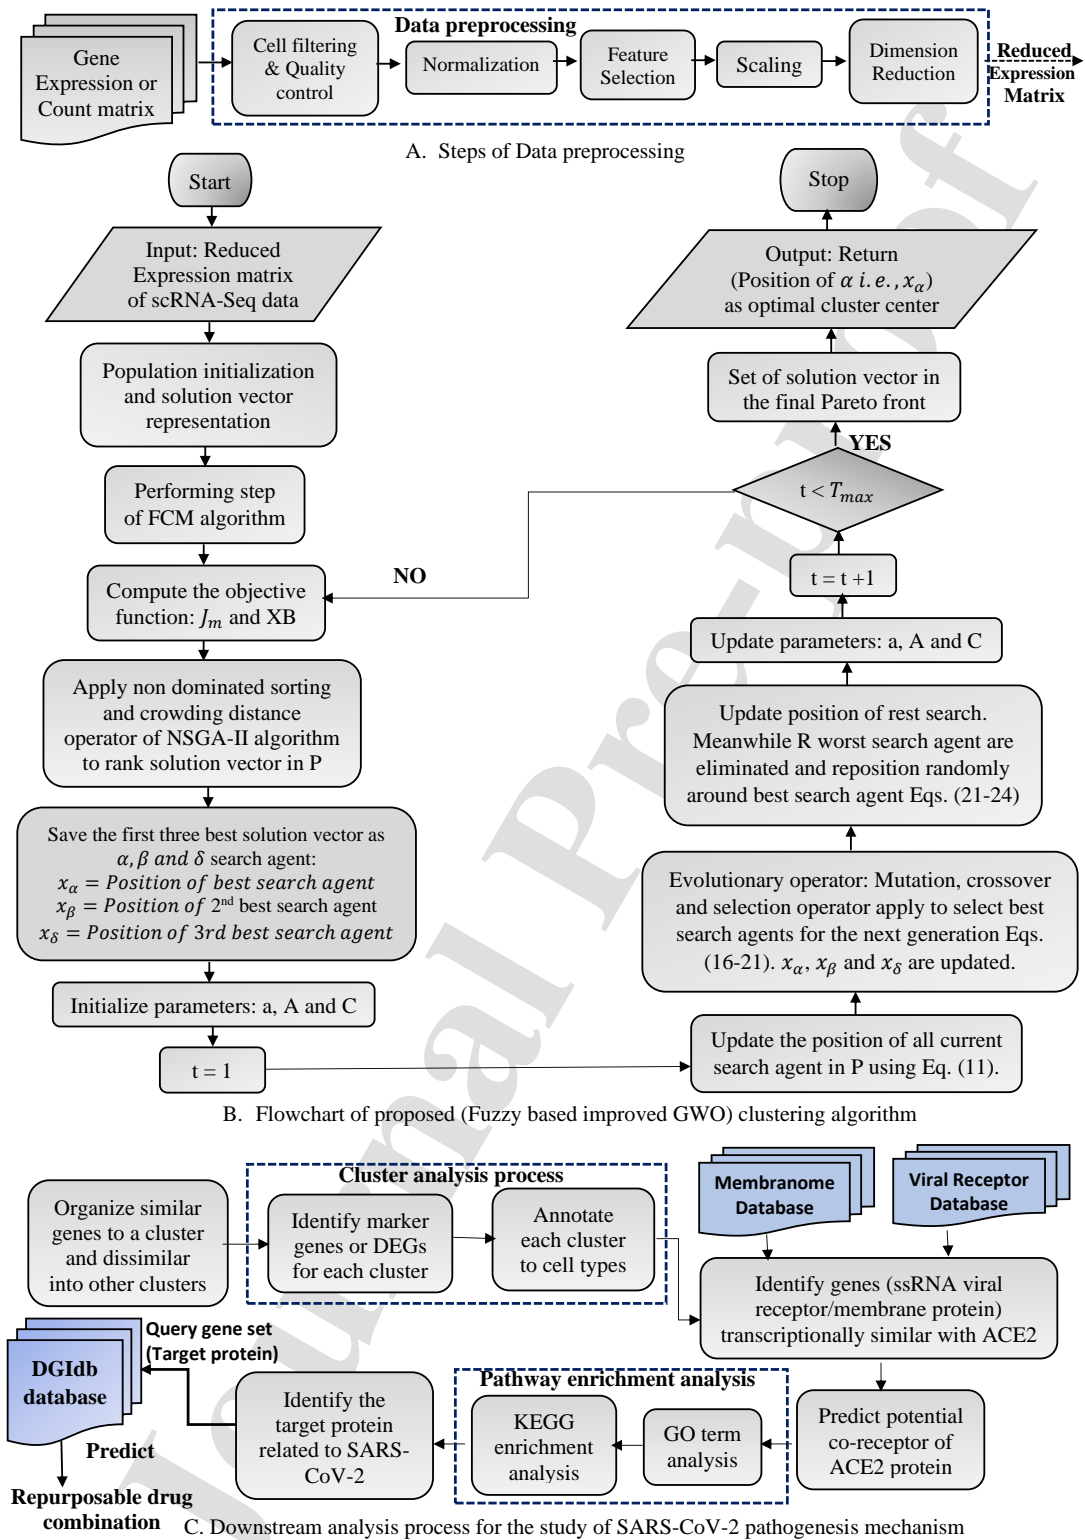 Data preprocessing
Gene
Expression or
Count matrix
Cell filtering
& Quality
control
Normalization
Feature
Selection
Scaling
Dimension
Reduction
Reduced
Expression
Matrix
A. Steps of Data preprocessing
Start
Input: Reduced
Expression matrix
of scRNA-Seq data
Population initialization
and solution vector
representation
Performing step
of FCM algorithm
Compute the objective
function: J_m and XB
Apply non dominated sorting
and crowding distance
operator of NSGA-II algorithm
to rank solution vector in P
Save the first three best solution vector as
α, β and δ search agent:
x_α = Position of best search agent
x_β = Position of 2nd best search agent
x_δ = Position of 3rd best search agent
Initialize parameters: a, A and C
t = 1
Stop
Output: Return
(Position of α i.e., x_α)
as optimal cluster center
Set of solution vector in
the final Pareto front
YES
t < T_max
NO
t = t +1
Update parameters: a, A and C
Update position of rest search.
Meanwhile R worst search agent are
eliminated and reposition randomly
around best search agent Eqs. (21-24)
Evolutionary operator: Mutation, crossover
and selection operator apply to select best
search agents for the next generation Eqs.
(16-21). x_α, x_β and x_δ are updated.
Update the position of all current
search agent in P using Eq. (11).
B. Flowchart of proposed (Fuzzy based improved GWO) clustering algorithm
Organize similar
genes to a cluster
and dissimilar
into other clusters
Cluster analysis process
Identify marker
genes or DEGs
for each cluster
Annotate
each cluster
to cell types
Membranome
Database
Viral Receptor
Database
Identify genes (ssRNA viral
receptor/membrane protein)
transcriptionally similar with ACE2
Predict potential
co-receptor of
ACE2 protein
Pathway enrichment analysis
GO term
analysis
KEGG
enrichment
analysis
Identify the
target protein
related to SARS-
CoV-2
Query gene set
(Target protein)
DGIdb
database
Predict
Repurposable drug
combination
C. Downstream analysis process for the study of SARS-CoV-2 pathogenesis mechanism
Journal Pre-proof